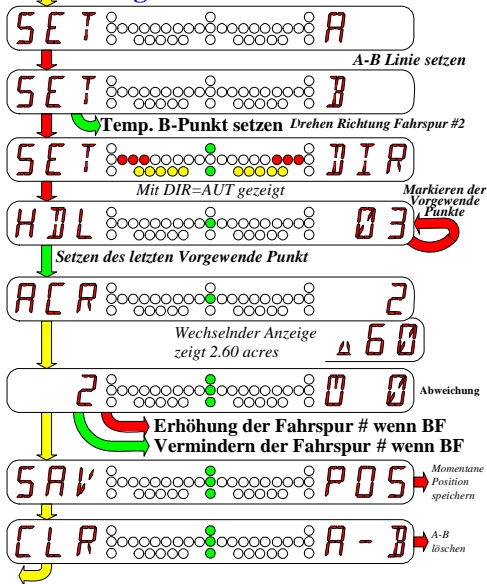 SET A
A-B Linie setzen
SET B
Temp. B-Punkt setzen Drehen Richtung Fahrspur #2
SET DIR
Mit DIR=AUT gezeigt
Markieren der
Vorgewende
Punkte
HDL 03
Setzen des letzten Vorgewende Punkt
ACR 2
Wechselnder Anzeige
zeigt 2.60 acres
.60
2 M 0
Abweichung
Erhöhung der Fahrspur # wenn BF
Vermindern der Fahrspur # wenn BF
SAV POS
Momentane
Position
speichern
CLR A-B
A-B
löschen